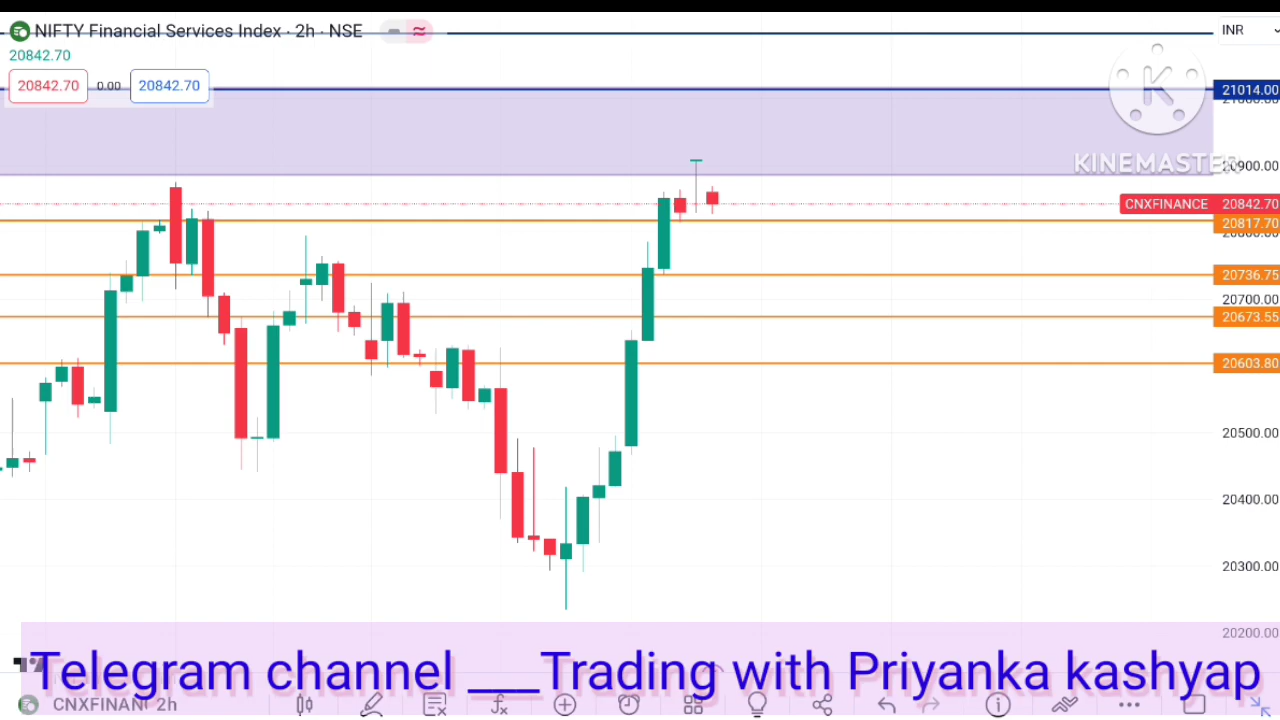 NIFTY Financial Services Index · 2h · NSE
INR
20842.70
20842.70 0.00 20842.70
21014.00
KINEMASTER
20900.00
CNXFINANCE 20842.70
20817.70
20736.75
20700.00
20673.55
20603.80
20500.00
20400.00
20300.00
20200.00
Telegram channel ___Trading with Priyanka kashyap
2h